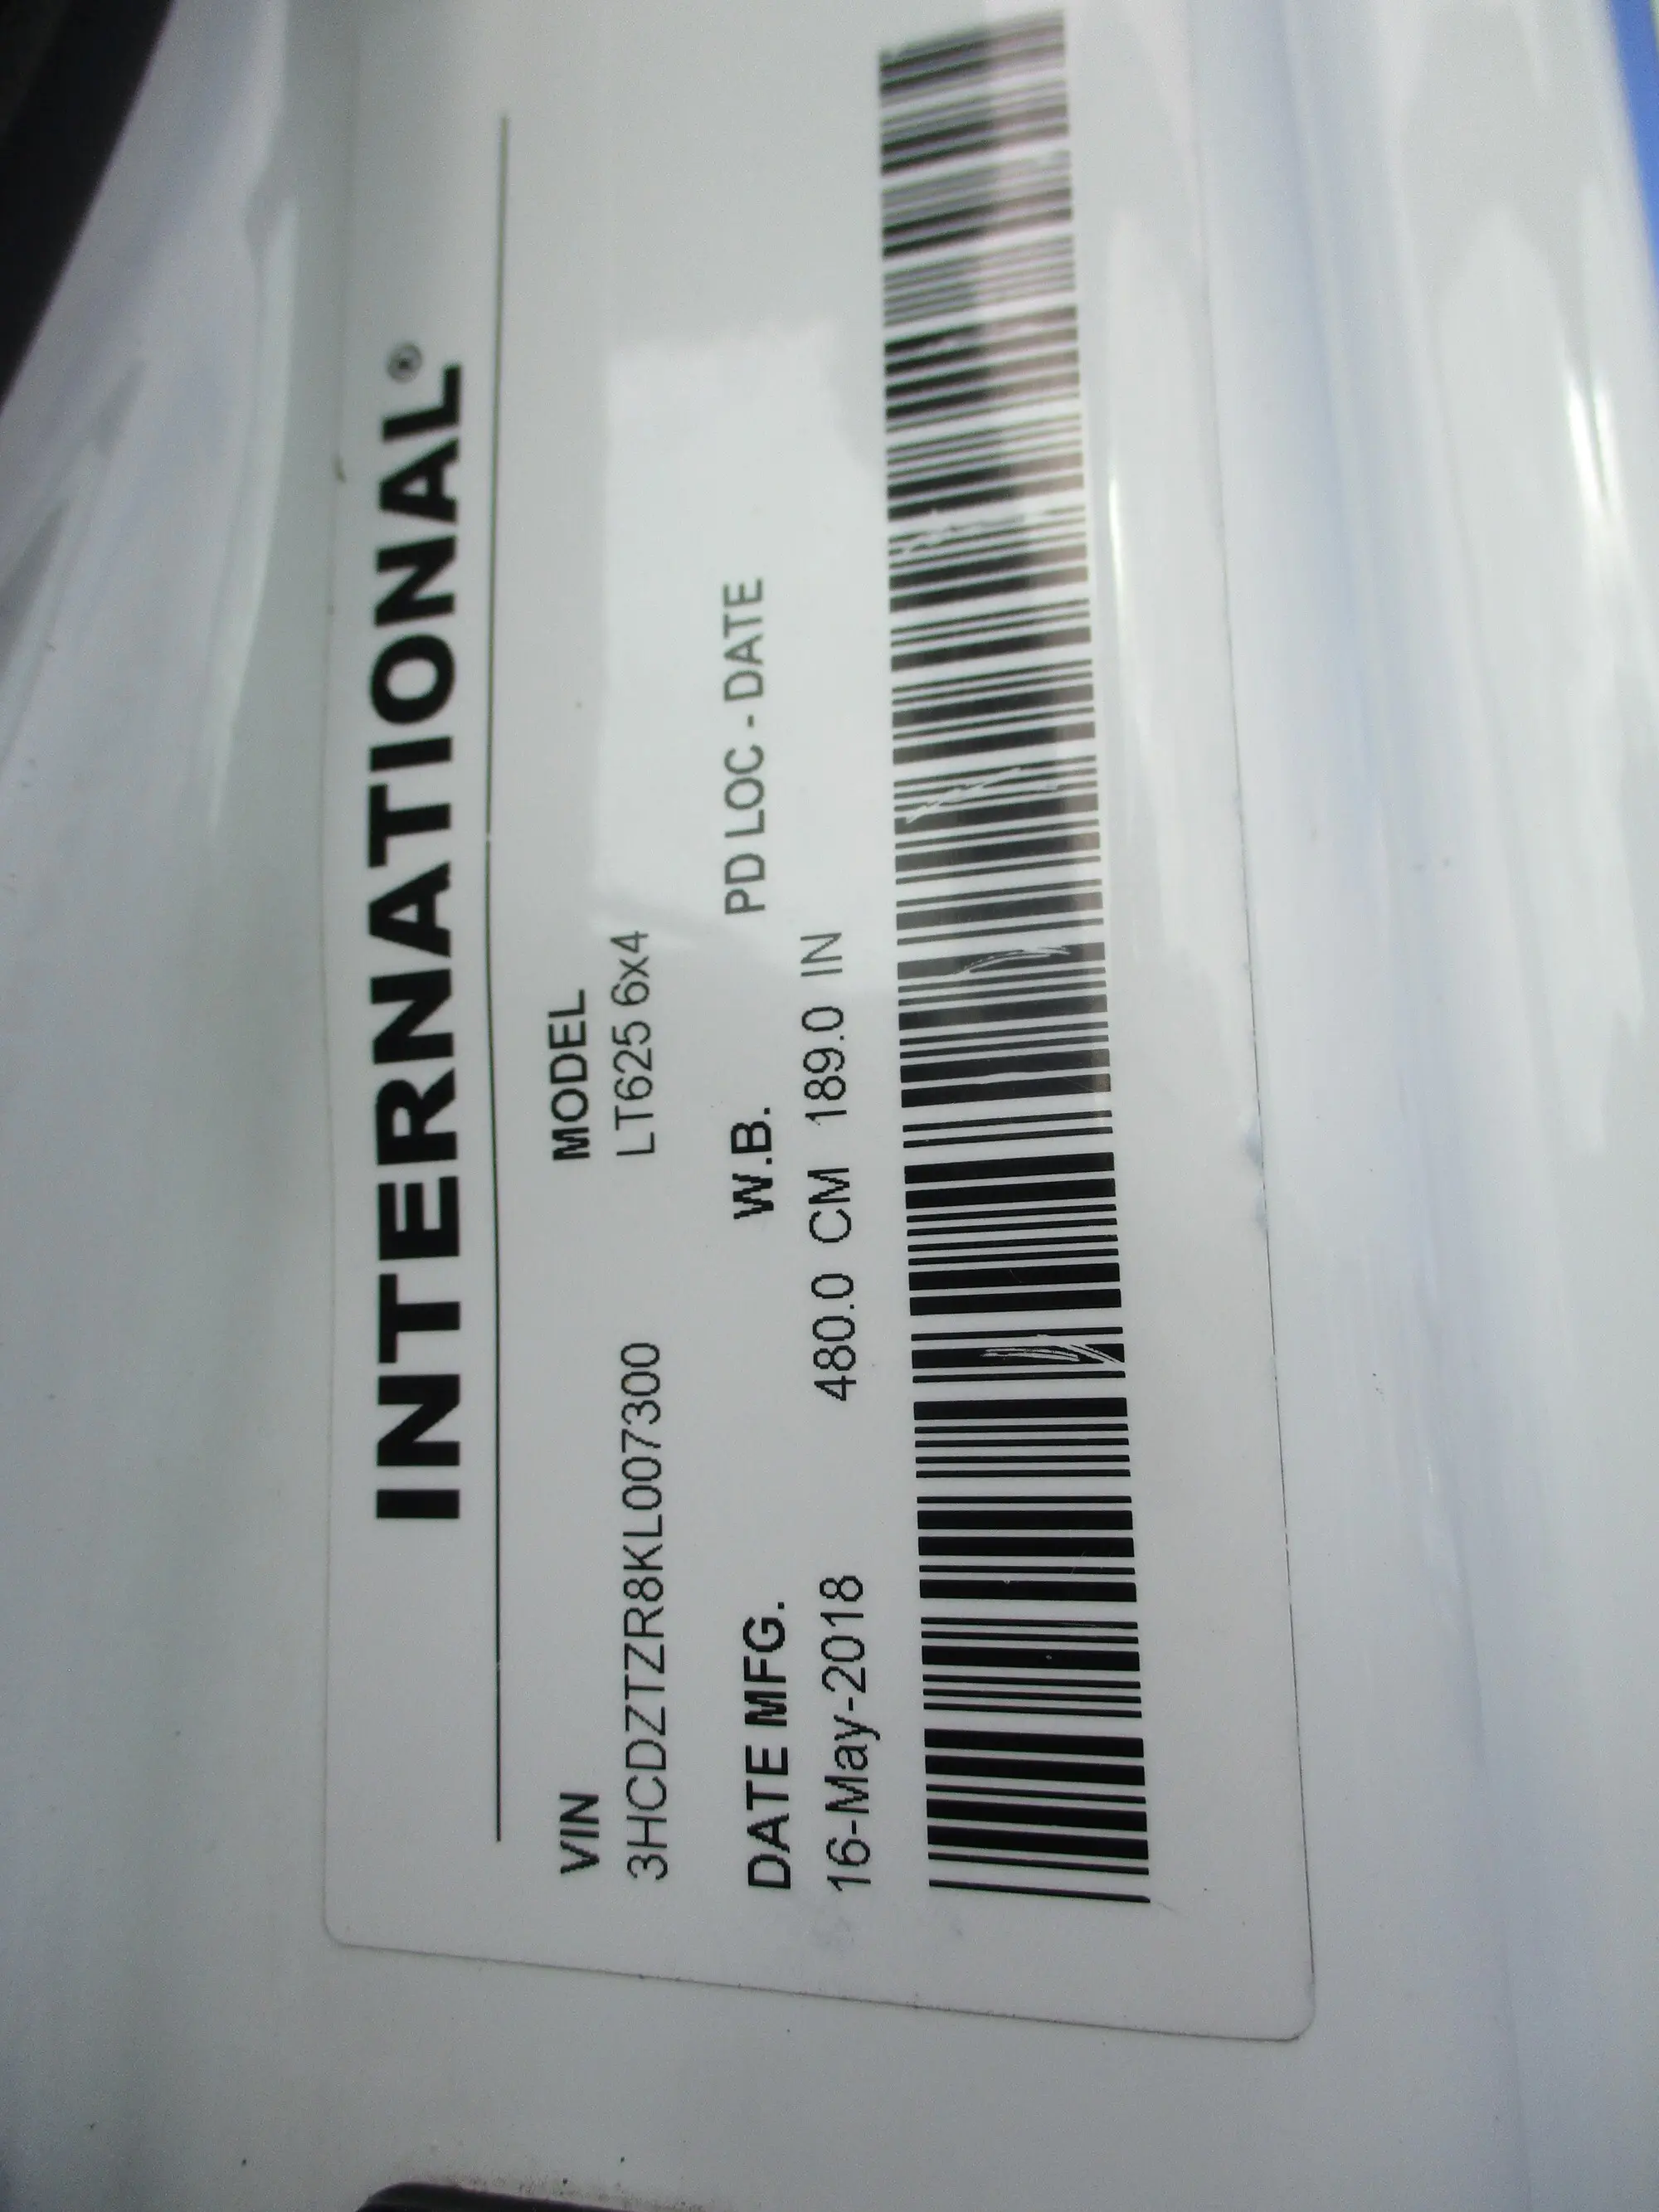 INTERNATIONAL®
VIN MODEL
3HCDZTZR8KL007300 LT625 6x4
DATE MFG. W.B. PD LOC - DATE
16-May-2018 480.0 CM 189.0 IN